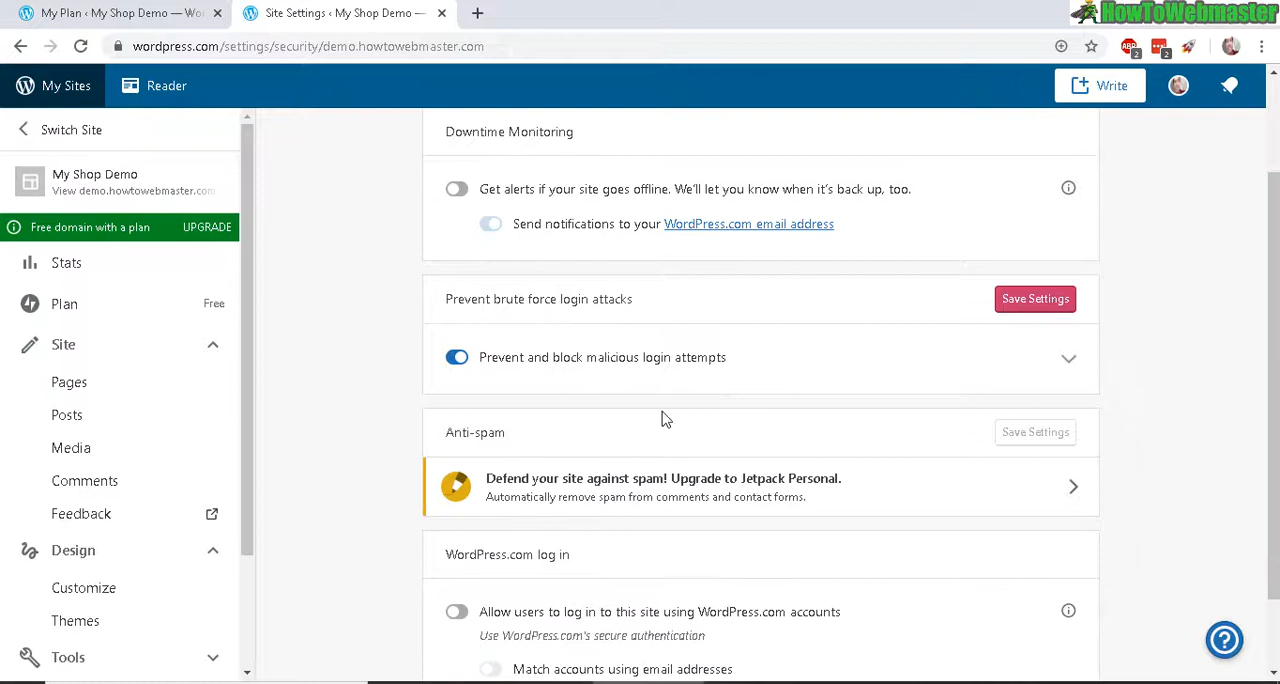 My Plan ‹ My Shop Demo — Wor
Site Settings ‹ My Shop Demo —
HowToWebmaster
wordpress.com/settings/security/demo.howtowebmaster.com
ABP
2
2
My Sites
Reader
Write
Switch Site
My Shop Demo
View demo.howtowebmaster.com
Free domain with a plan
UPGRADE
Stats
Plan
Free
Site
Pages
Posts
Media
Comments
Feedback
Design
Customize
Themes
Tools
Downtime Monitoring
Get alerts if your site goes offline. We'll let you know when it's back up, too.
Send notifications to your WordPress.com email address
Prevent brute force login attacks
Save Settings
Prevent and block malicious login attempts
Anti-spam
Save Settings
Defend your site against spam! Upgrade to Jetpack Personal.
Automatically remove spam from comments and contact forms.
WordPress.com log in
Allow users to log in to this site using WordPress.com accounts
Use WordPress.com's secure authentication
Match accounts using email addresses